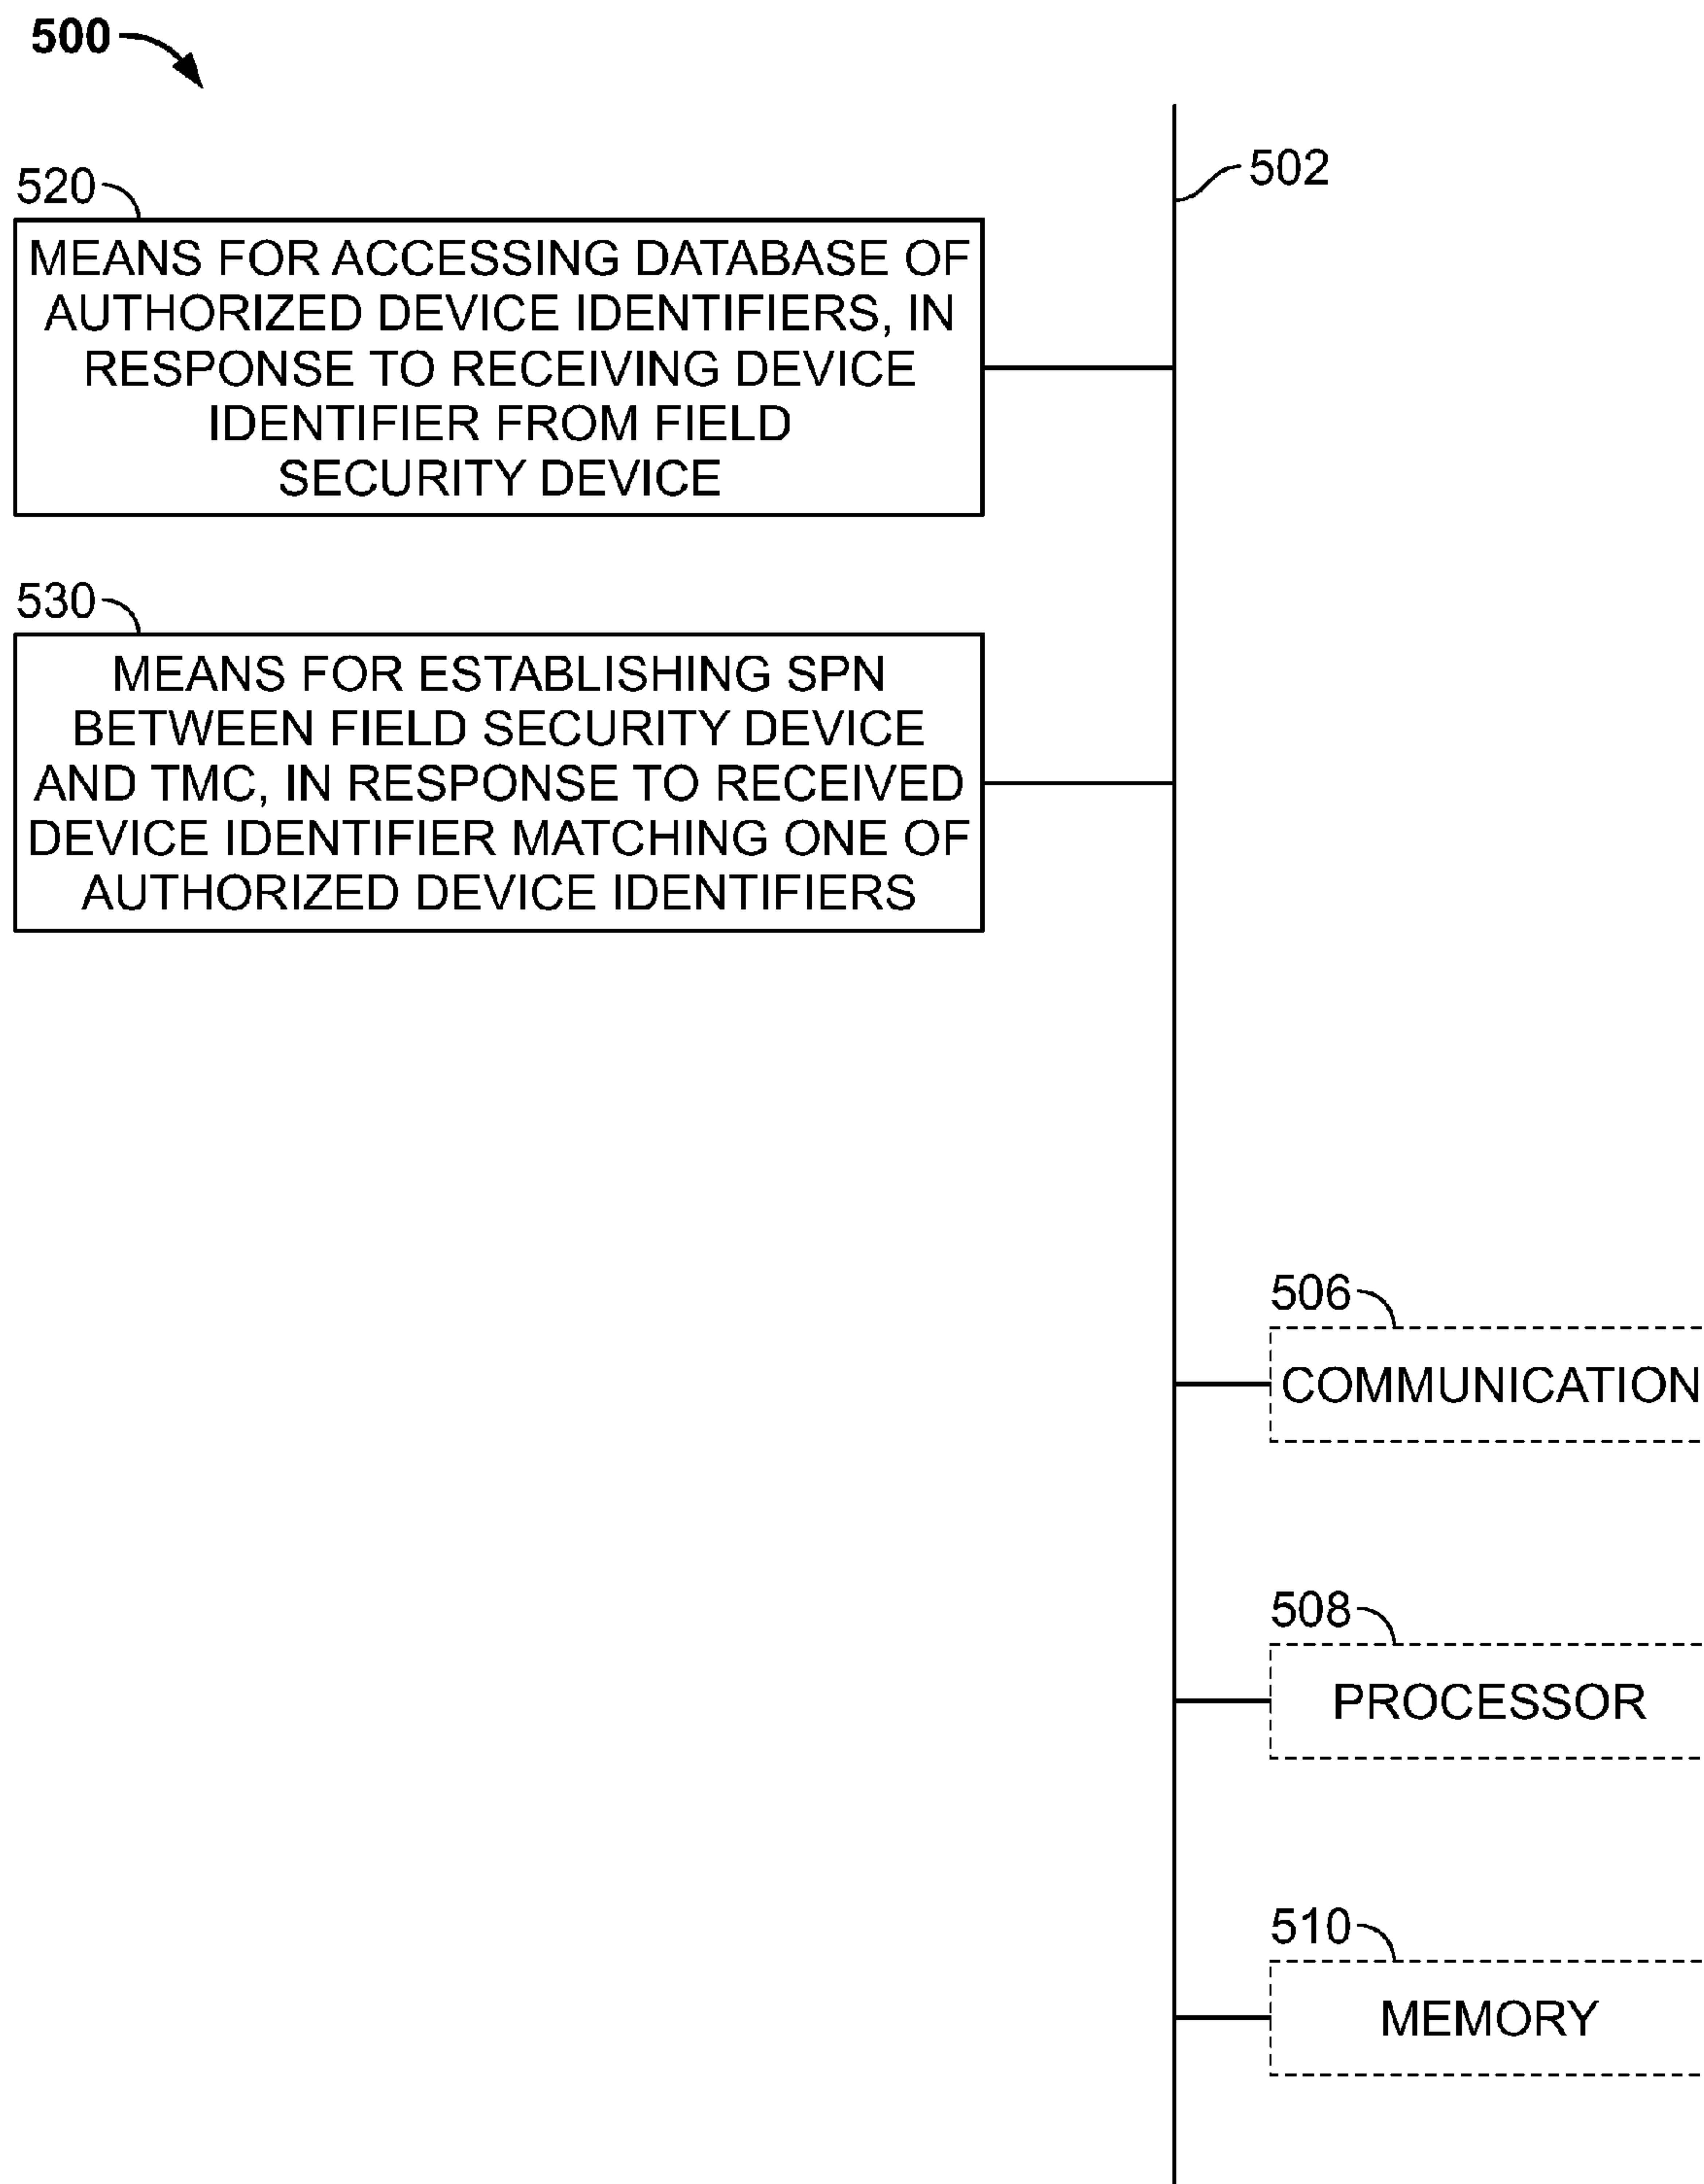 500
502
520
MEANS FOR ACCESSING DATABASE OF
AUTHORIZED DEVICE IDENTIFIERS, IN
RESPONSE TO RECEIVING DEVICE
IDENTIFIER FROM FIELD
SECURITY DEVICE
530
MEANS FOR ESTABLISHING SPN
BETWEEN FIELD SECURITY DEVICE
AND TMC, IN RESPONSE TO RECEIVED
DEVICE IDENTIFIER MATCHING ONE OF
AUTHORIZED DEVICE IDENTIFIERS
506
COMMUNICATION
508
PROCESSOR
510
MEMORY